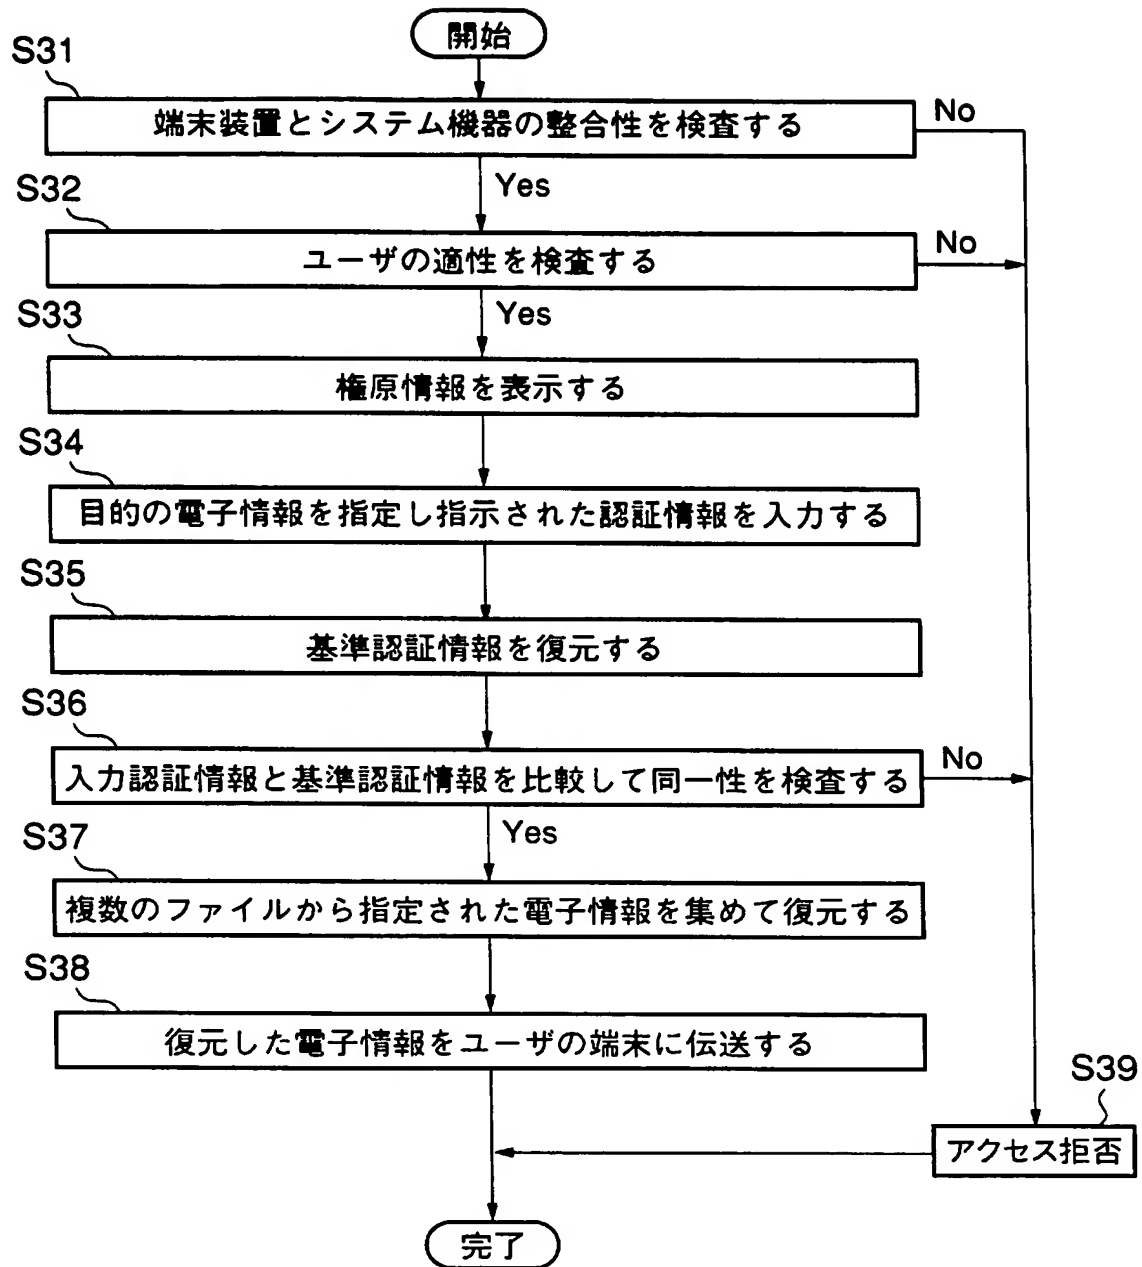 開始
S31
端末装置とシステム機器の整合性を検査する
No
Yes
S32
ユーザの適性を検査する
No
Yes
S33
権原情報を表示する
S34
目的の電子情報を指定し指示された認証情報を入力する
S35
基準認証情報を復元する
S36
入力認証情報と基準認証情報を比較して同一性を検査する
No
Yes
S37
複数のファイルから指定された電子情報を集めて復元する
S38
復元した電子情報をユーザの端末に伝送する
S39
アクセス拒否
完了